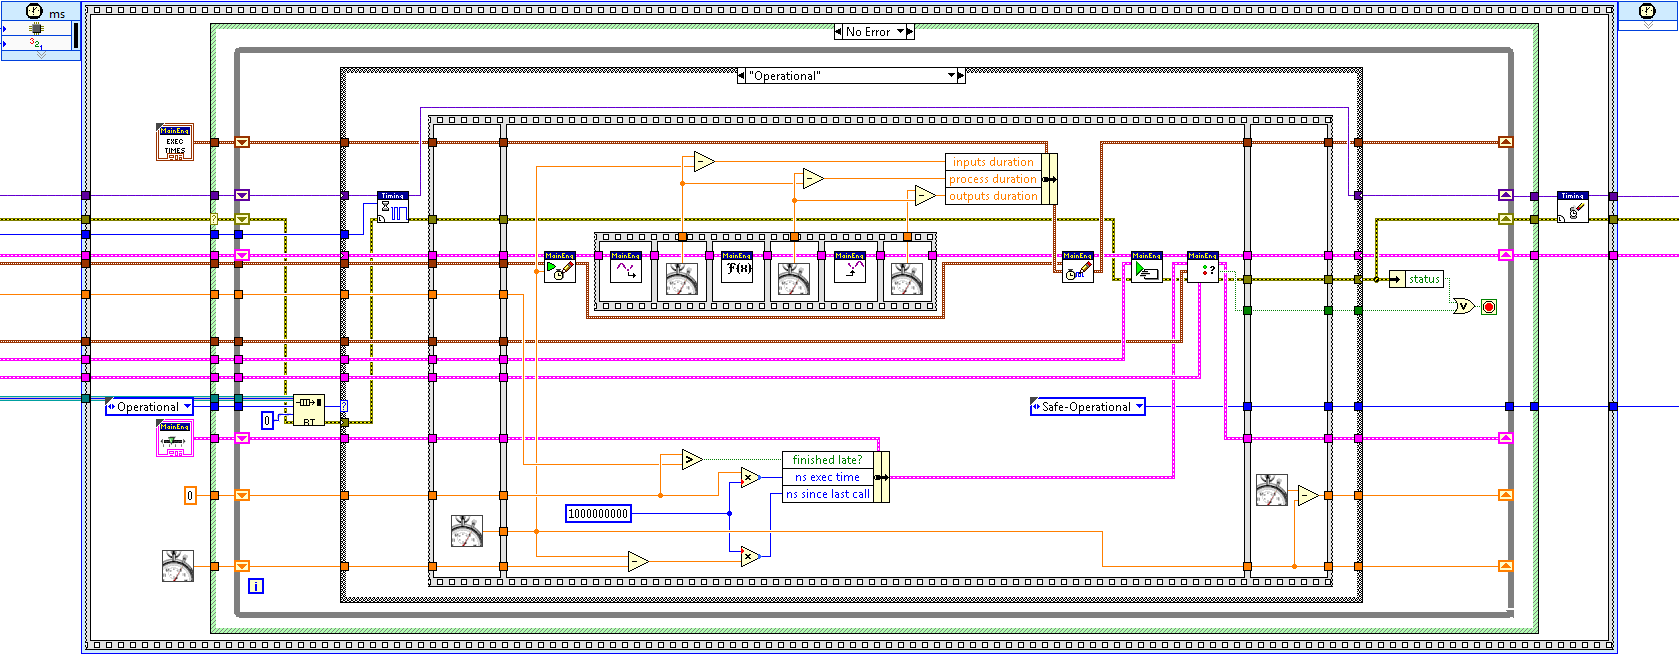 ms
No Error
"Operational"
MainEng
EXEC
TIMES
Timing
inputs duration
process duration
outputs duration
?
MainEng
MainEng
MainEng
F(x)
MainEng
MainEng
MainEng
MainEng
?
Timing
status
V
Operational
0
RT
?
Safe-Operational
MainEng
>
finished late?
ns exec time
ns since last call
0
x
1000000000
x
i